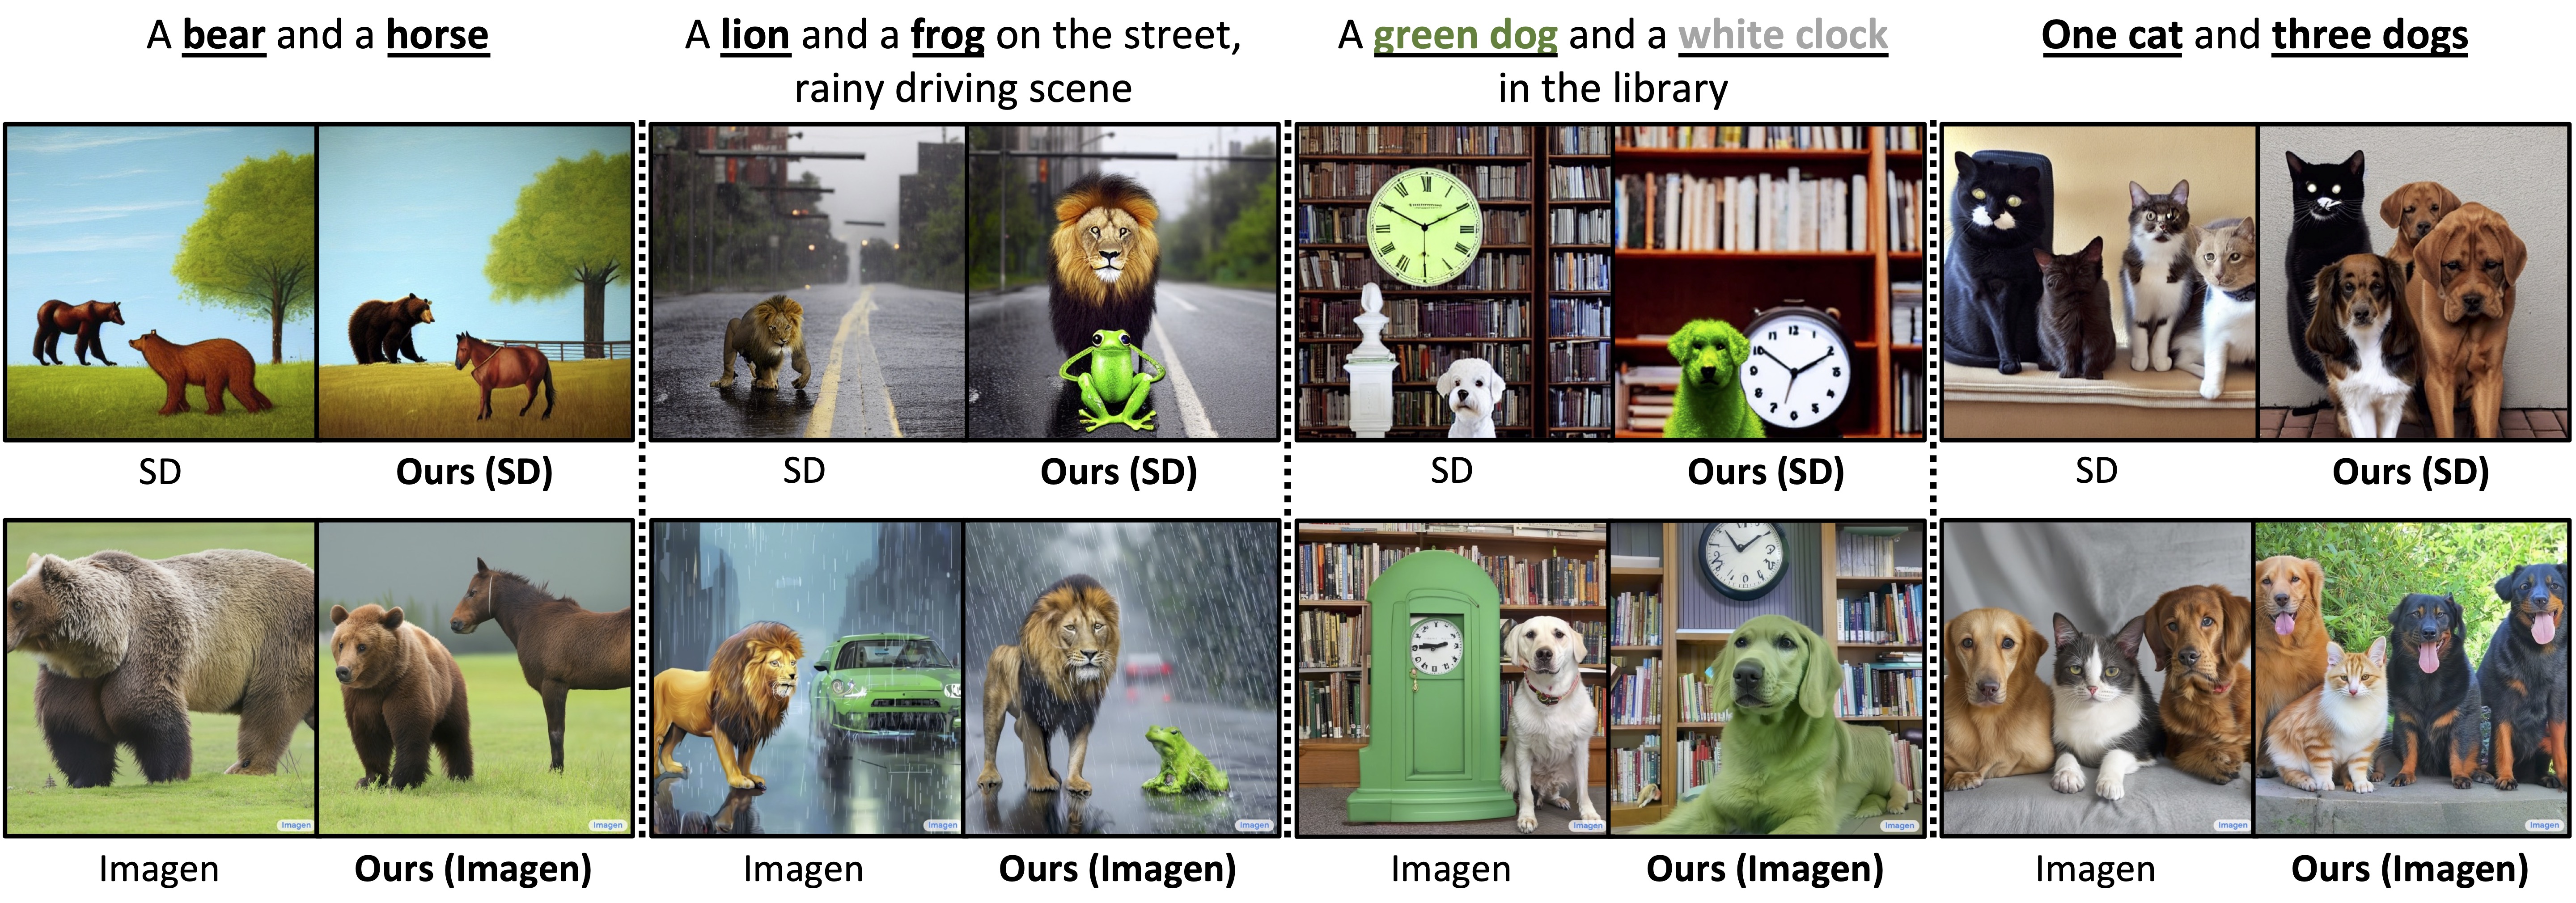 A bear and a horse
A lion and a frog on the street,
rainy driving scene
A green dog and a white clock
in the library
One cat and three dogs
SD
Ours (SD)
SD
Ours (SD)
SD
Ours (SD)
SD
Ours (SD)
Imagen
Imagen
Imagen
Imagen
Imagen
Imagen
Imagen
Imagen
Imagen
Ours (Imagen)
Imagen
Ours (Imagen)
Imagen
Ours (Imagen)
Imagen
Ours (Imagen)